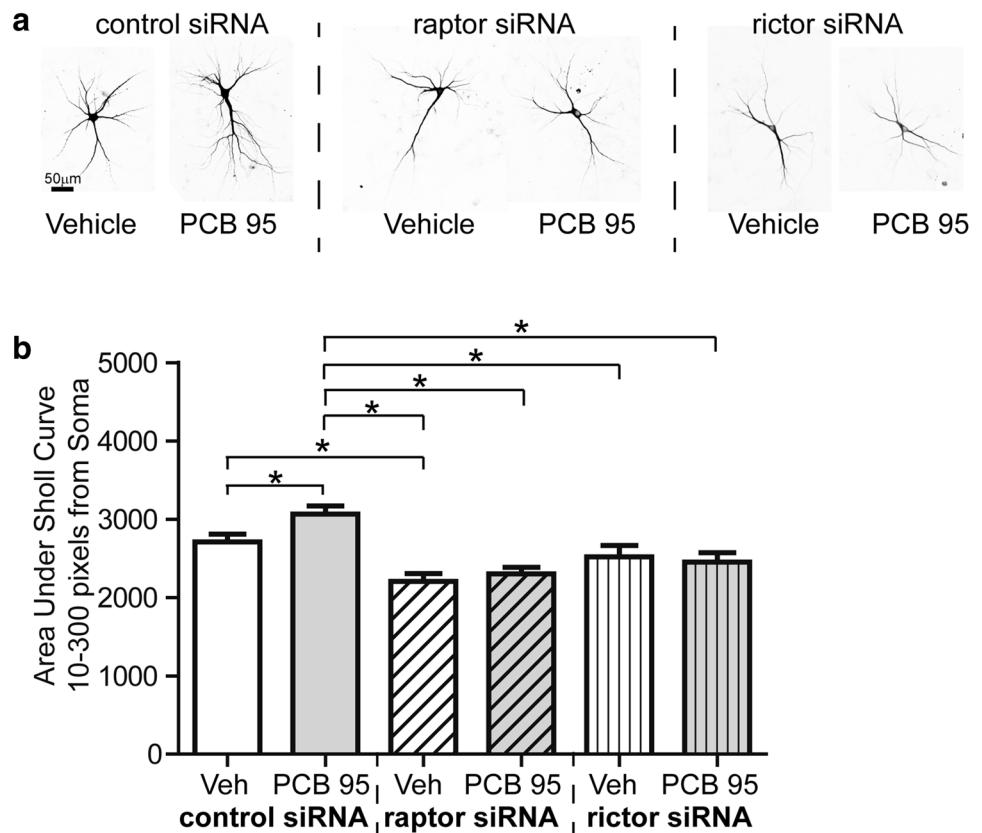 a
control siRNA raptor siRNA rictor siRNA
50μm
Vehicle PCB 95 Vehicle PCB 95 Vehicle PCB 95
b
Area Under Sholl Curve
10-300 pixels from Soma
5000
4000
3000
2000
1000
0
*
*
*
*
*
*
Veh PCB 95 Veh PCB 95 Veh PCB 95
control siRNA raptor siRNA rictor siRNA